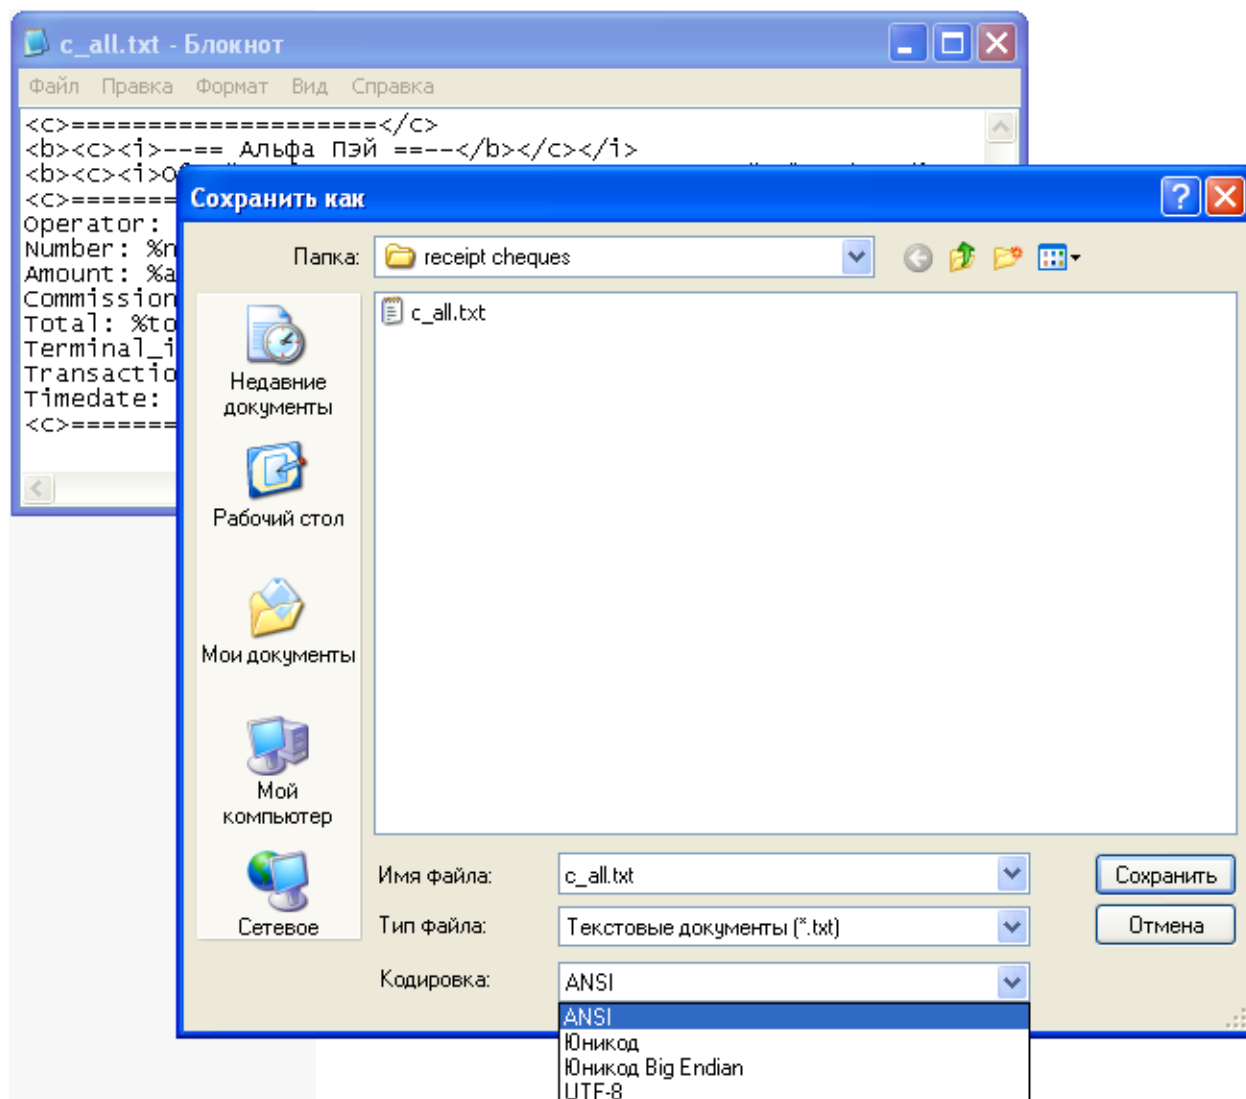 c_all.txt - Блокнот
Файл Правка Формат Вид Справка
<c>====================</c>
<b><c><i>--== Альфа Пэй ==--</b></c></i>
<b><c><i>
<c>=======
Operator:
Number: %n
Amount: %a
Commission
Total: %to
Terminal_i
Transactio
Timedate:
<c>=======
Сохранить как
Папка: receipt cheques
c_all.txt
Недавние
документы
Рабочий стол
Мои документы
Мой
компьютер
Сетевое
Имя файла: c_all.txt Сохранить
Тип файла: Текстовые документы (*.txt) Отмена
Кодировка: ANSI
ANSI
Юникод
Юникод Big Endian
UTF-8